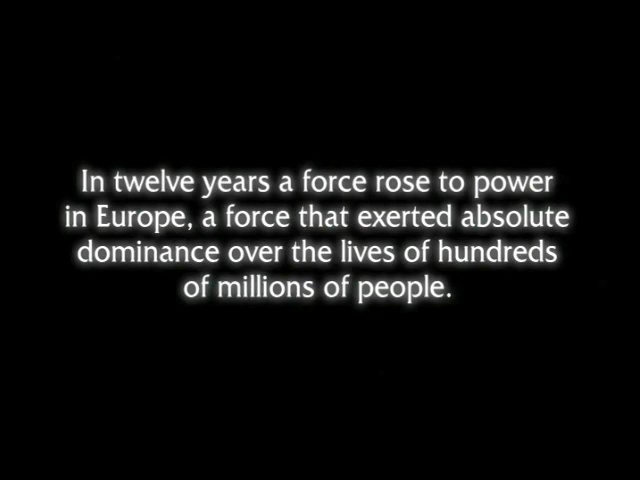 In twelve years a force rose to power
in Europe, a force that exerted absolute
dominance over the lives of hundreds
of millions of people.